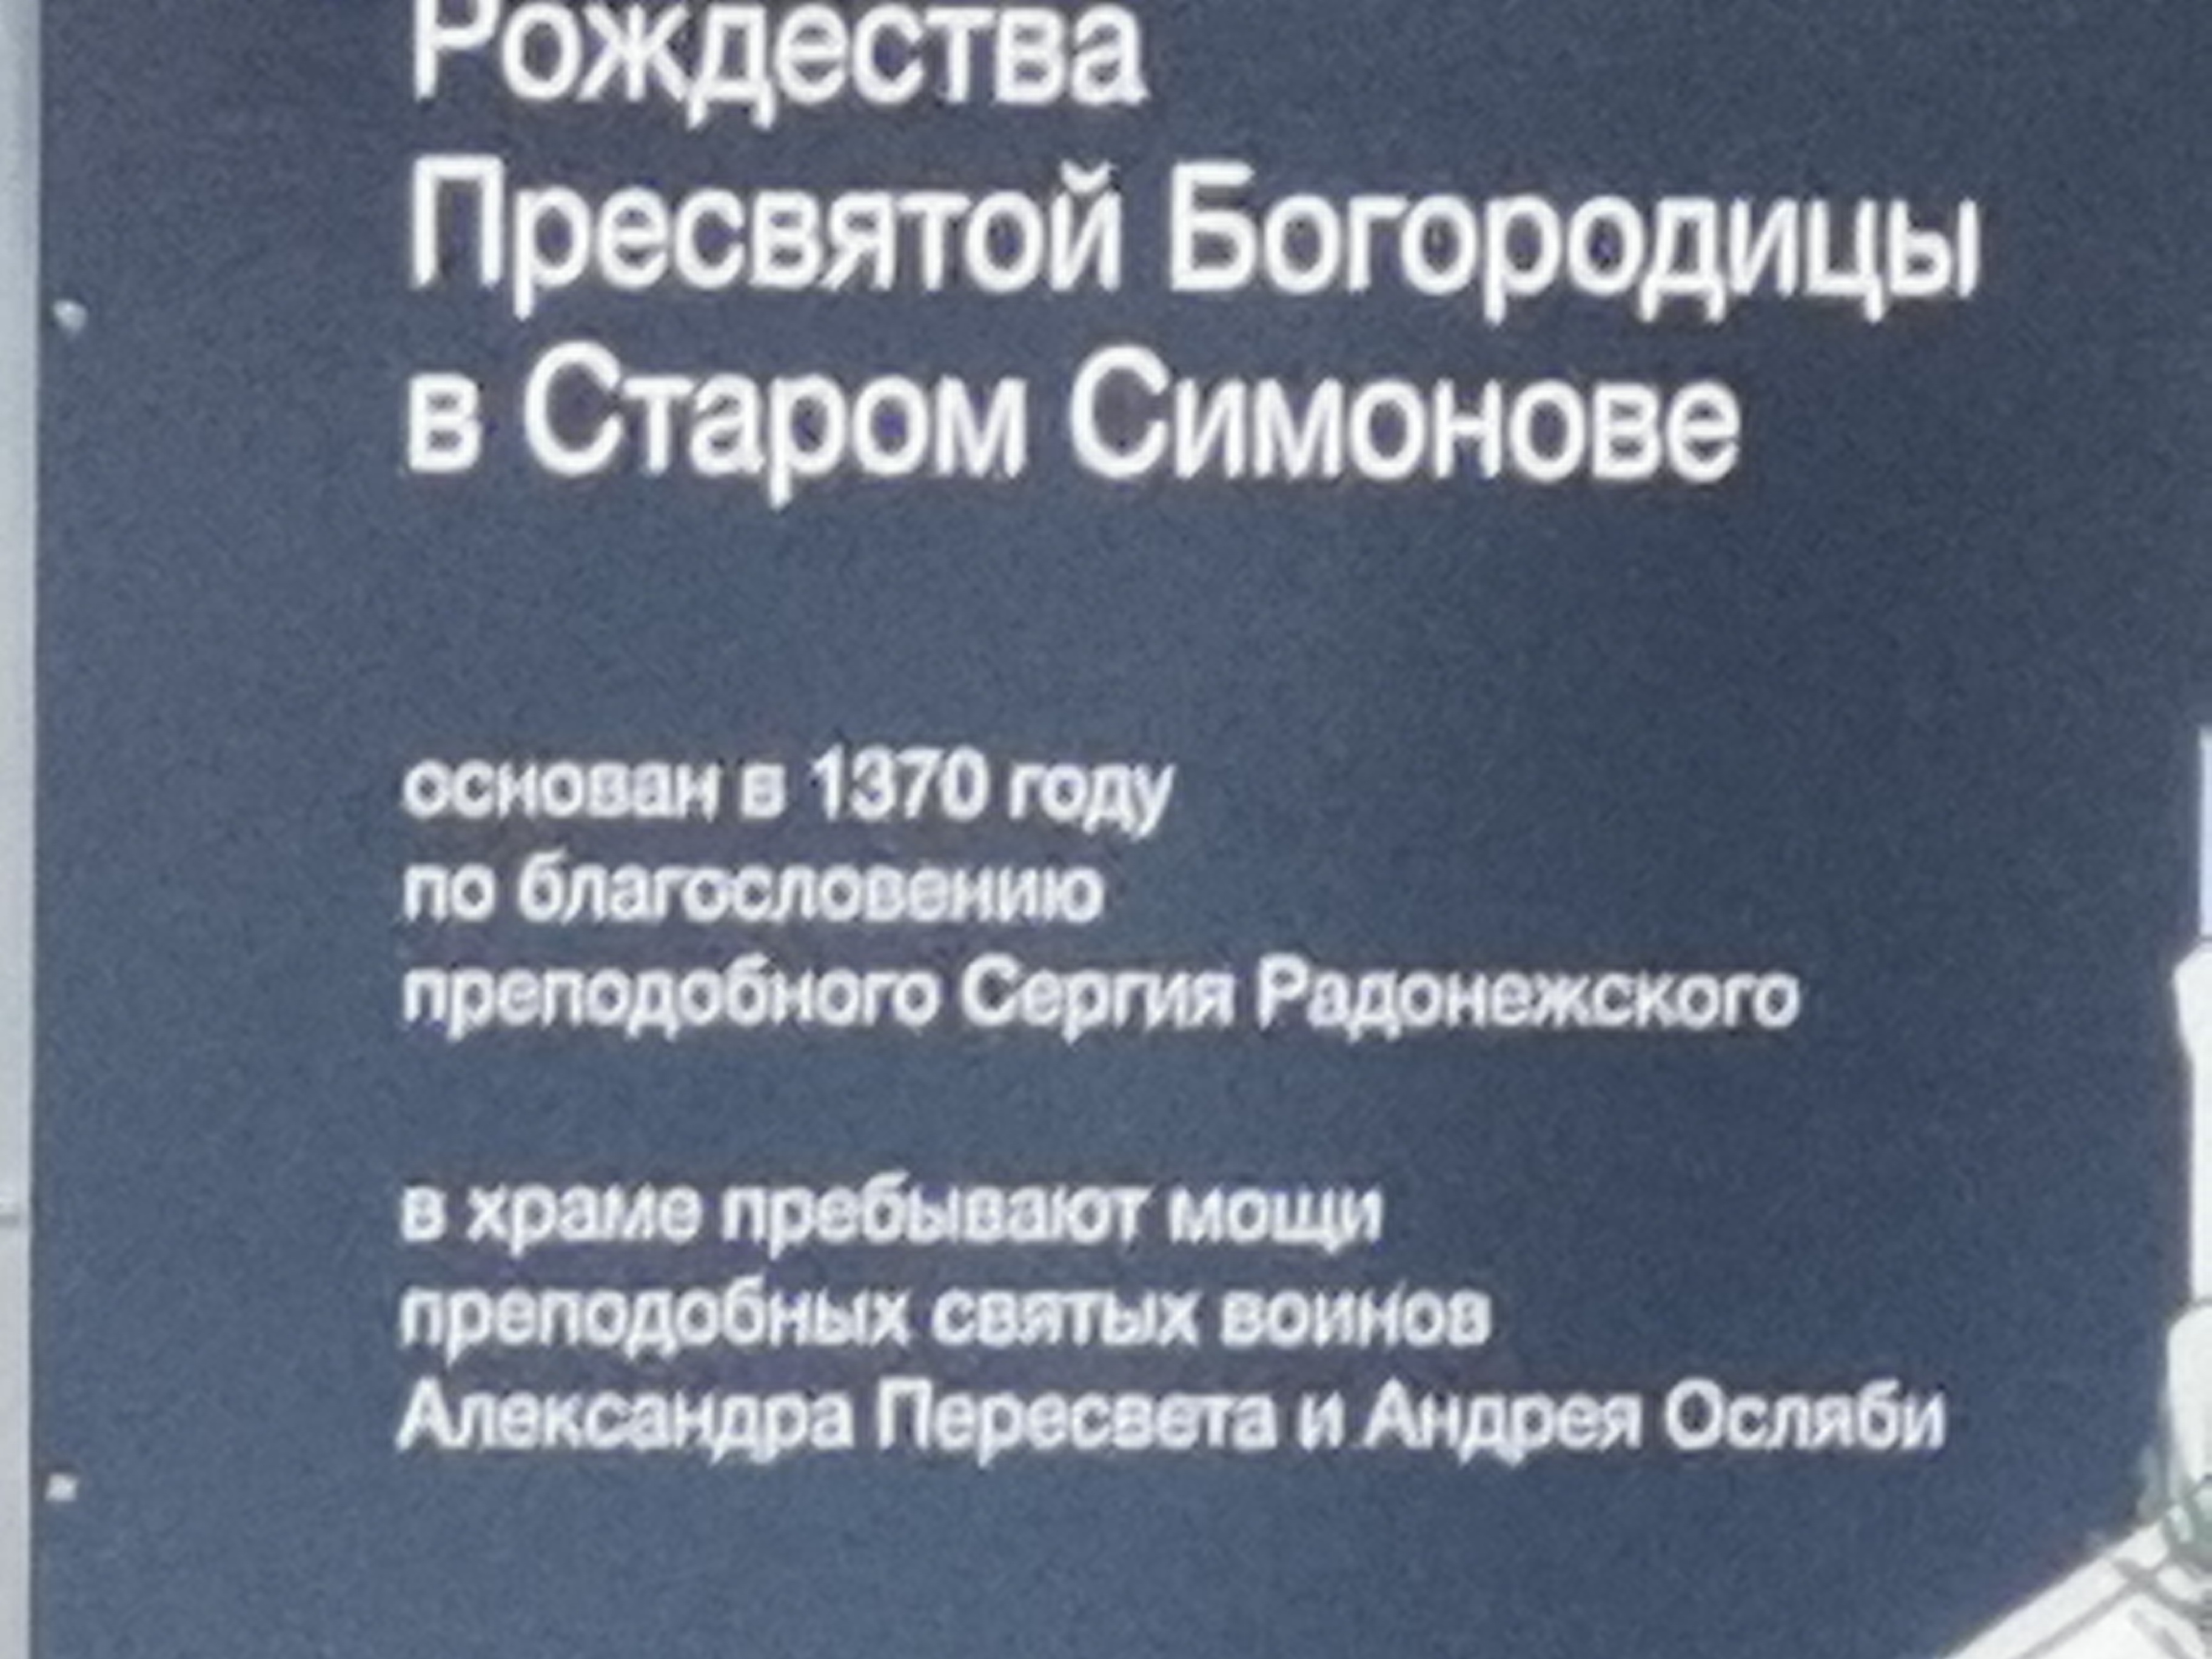 Рождества
Пресвятой Богородицы
в Старом Симонове
основан в 1370 году
по благословению
преподобного Сергия Радонежского
в храме пребывают мощи
преподобных святых воинов
Александра Пересвета и Андрея Осляби